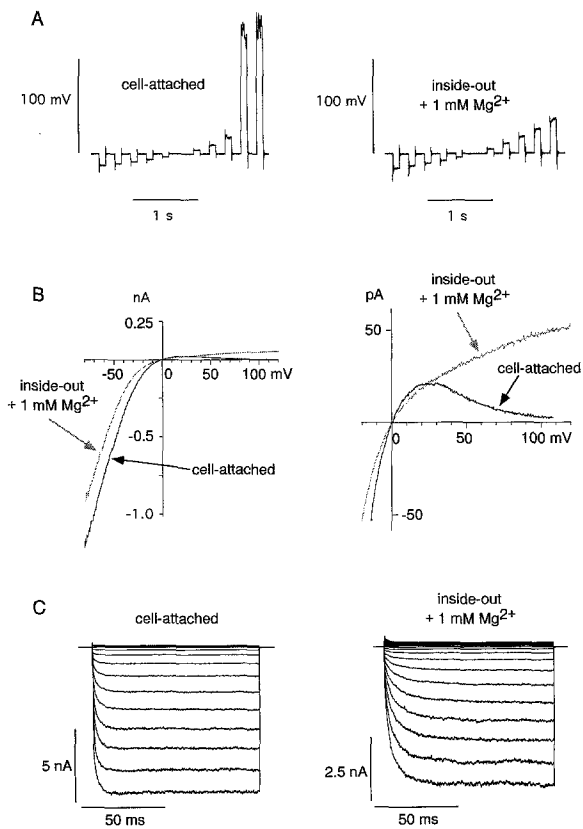 A
cell-attached
100 mV
1 s
inside-out
+ 1 mM Mg2+
100 mV
1 s
B
nA
0.25
-50
0
50
100 mV
inside-out
+ 1 mM Mg2+
-0.5
cell-attached
-1.0
inside-out
+ 1 mM Mg2+
pA
50
cell-attached
0
50
100 mV
-50
C
cell-attached
5 nA
50 ms
inside-out
+ 1 mM Mg2+
2.5 nA
50 ms